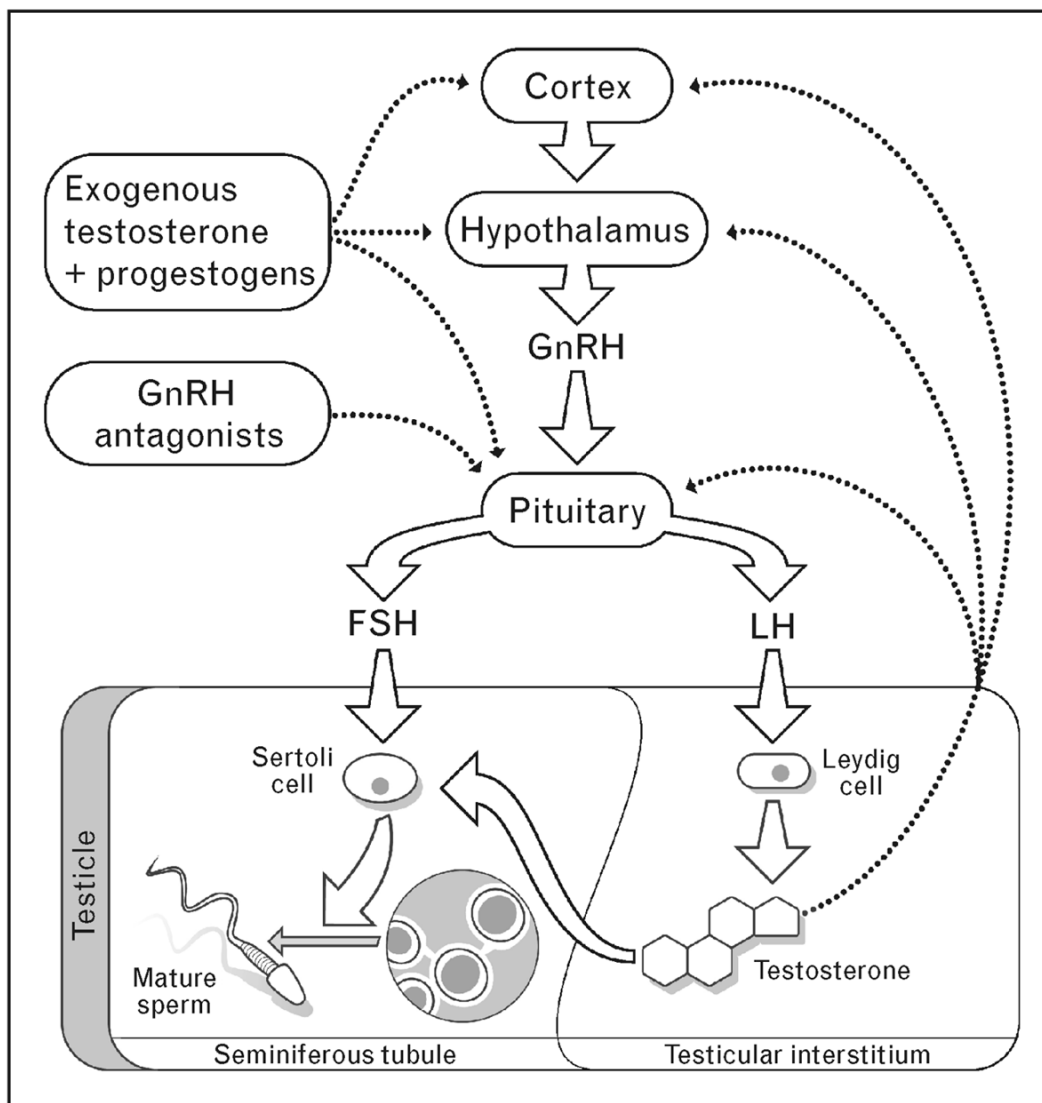 Cortex
Exogenous
testosterone
+ progestogens
Hypothalamus
GnRH
GnRH
antagonists
Pituitary
FSH
LH
Sertoli
cell
Leydig
cell
Testicle
Mature
sperm
Testosterone
Seminiferous tubule
Testicular interstitium